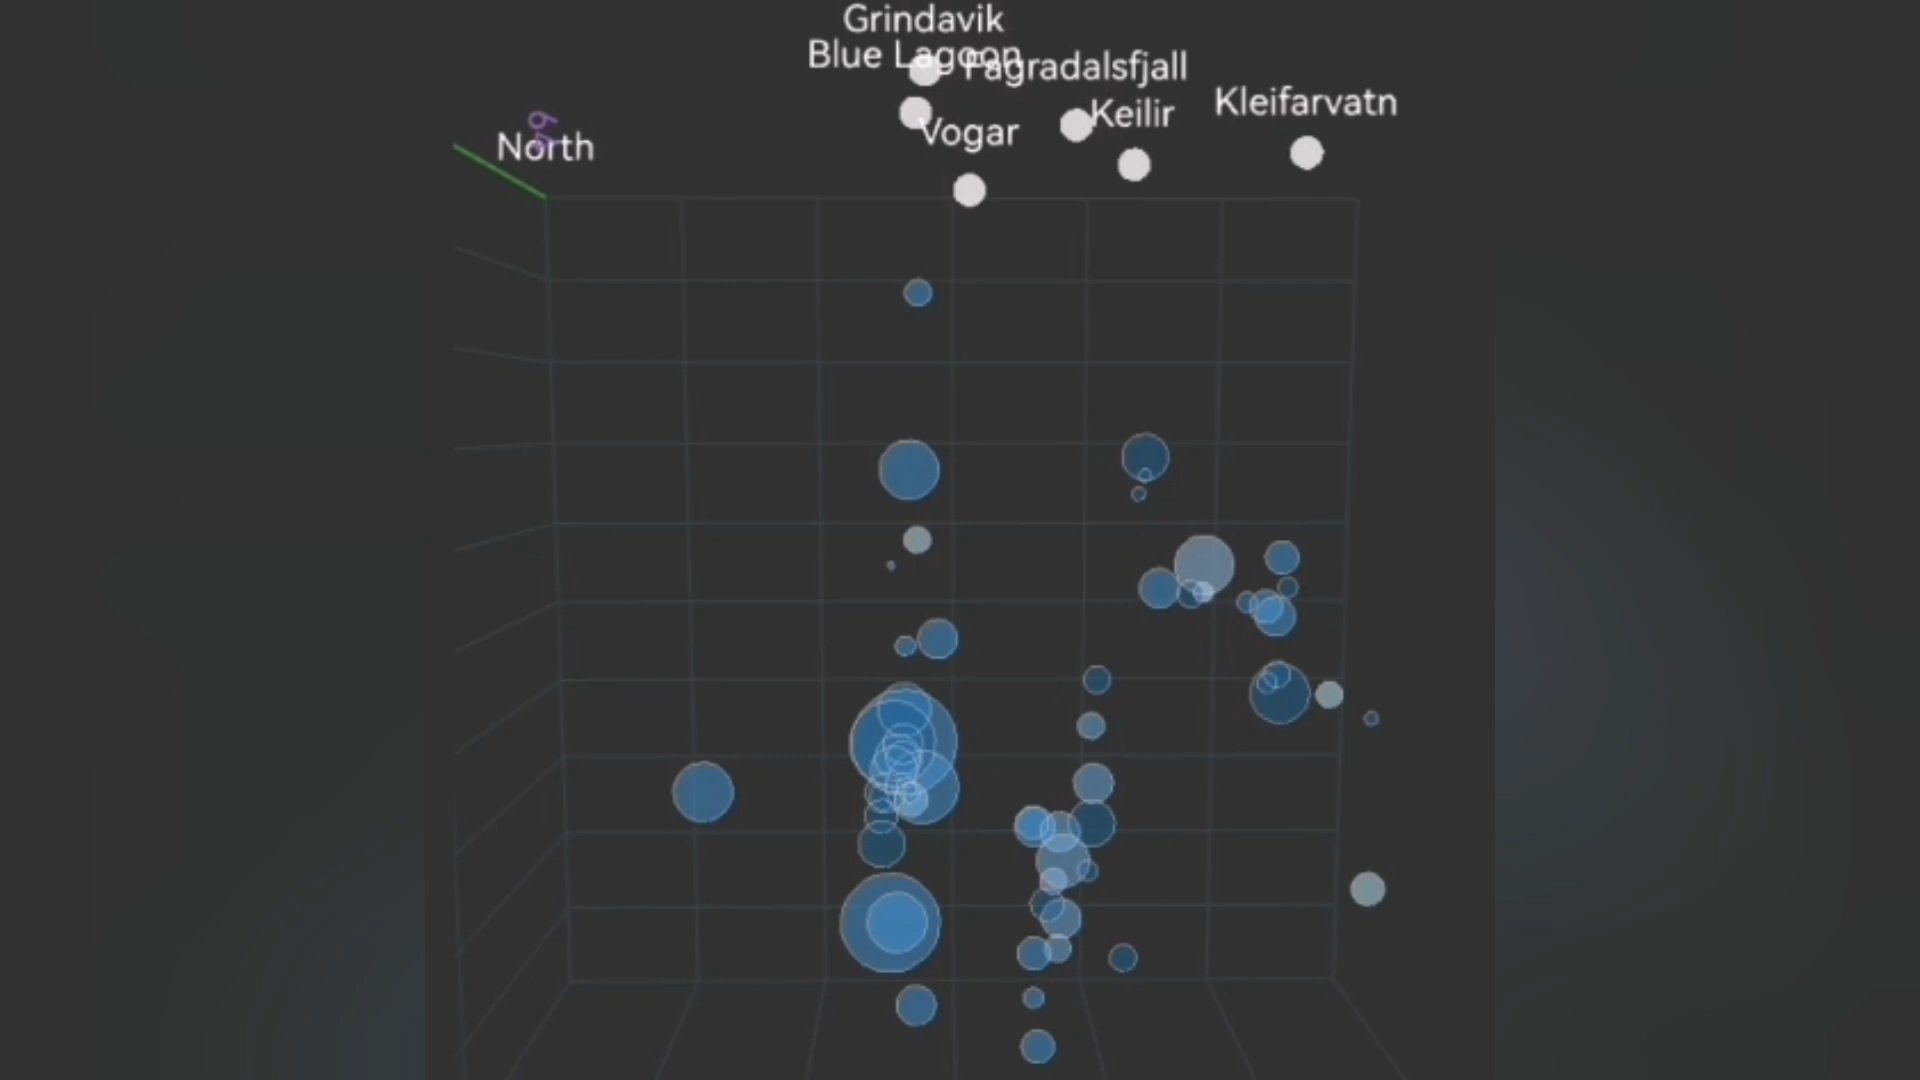 Grindavik
Blue Lagoon
Fagradalsfjall
Kleifarvatn
Keilir
Vogar
North